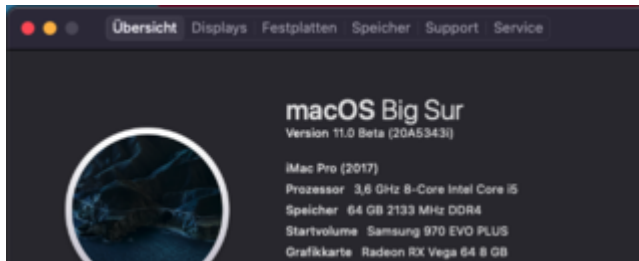 Übersicht Displays Festplatten Speicher Support Service
macOS Big Sur
Version 11.0 Beta (20A5343i)
iMac Pro (2017)
Prozessor 3,6 GHz 8-Core Intel Core i5
Speicher 64 GB 2133 MHz DDR4
Startvolume Samsung 970 EVO PLUS
Grafikkarte Radeon RX Vega 64 8 GB